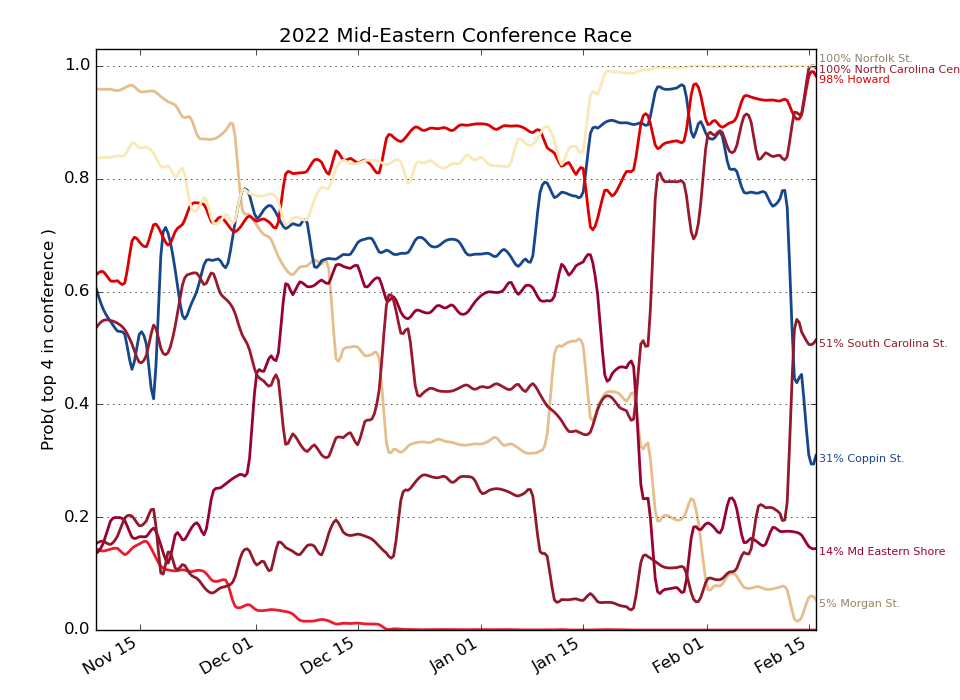 2022 Mid-Eastern Conference Race
Prob( top 4 in conference )
1.0
0.8
0.6
0.4
0.2
0.0
Nov 15
Dec 01
Dec 15
Jan 01
Jan 15
Feb 01
Feb 15
100% Norfolk St.
100% North Carolina Cen
98% Howard
51% South Carolina St.
31% Coppin St.
14% Md Eastern Shore
5% Morgan St.